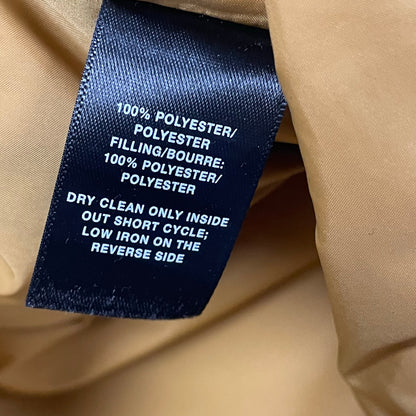 100% POLYESTER/
POLYESTER
FILLING/BOURRE:
100% POLYESTER/
POLYESTER
DRY CLEAN ONLY INSIDE
OUT SHORT CYCLE;
LOW IRON ON THE
REVERSE SIDE